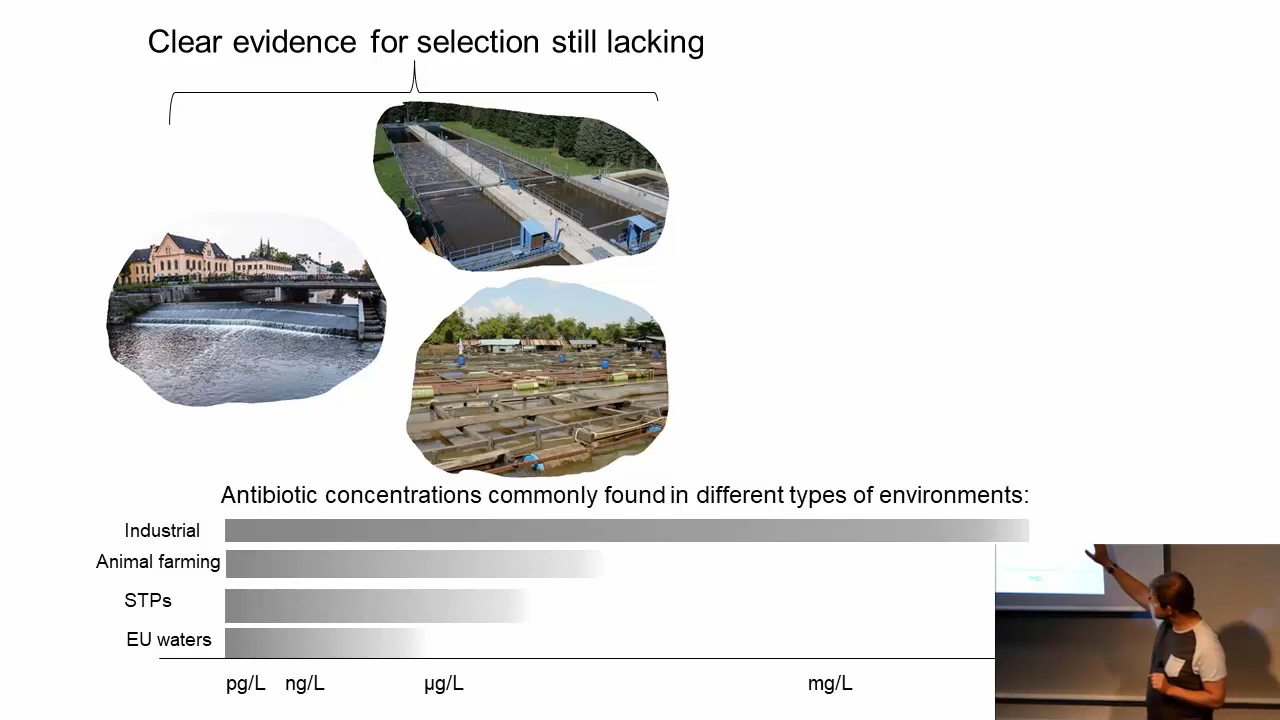 Clear evidence for selection still lacking
Antibiotic concentrations commonly found in different types of environments:
Industrial
Animal farming
STPs
EU waters
pg/L ng/L µg/L mg/L